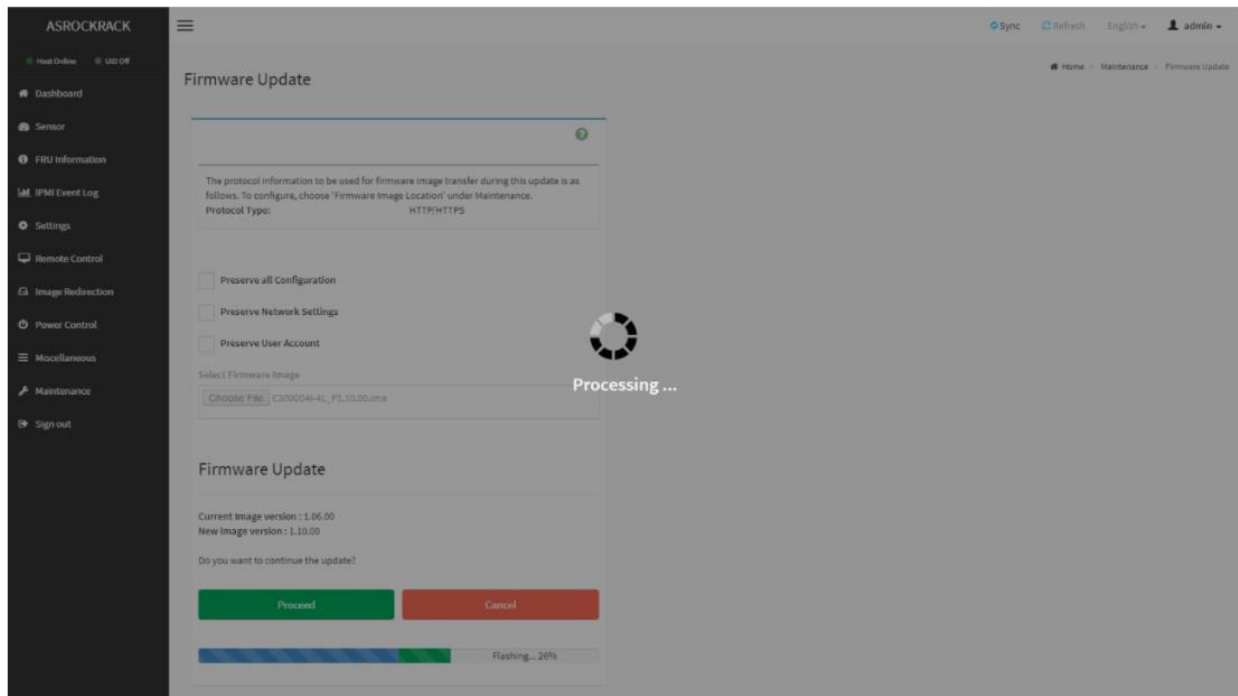 ASROCKRACK
Sync Refresh English admin
Host Online UID Off
Home > Maintenance > Firmware Update
Firmware Update
Dashboard
Sensor
FRU Information
IPMI Event Log
Settings
Remote Control
Image Redirection
Power Control
Miscellaneous
Maintenance
Sign out
The protocol information to be used for firmware image transfer during this update is as
follows. To configure, choose 'Firmware Image Location' under Maintenance.
Protocol Type: HTTP/HTTPS
Preserve all Configuration
Preserve Network Settings
Preserve User Account
Select Firmware Image
Choose File
Processing ...
Firmware Update
Current Image version : 1.06.00
New Image version : 1.10.00
Do you want to continue the update?
Proceed Cancel
Flashing... 26%